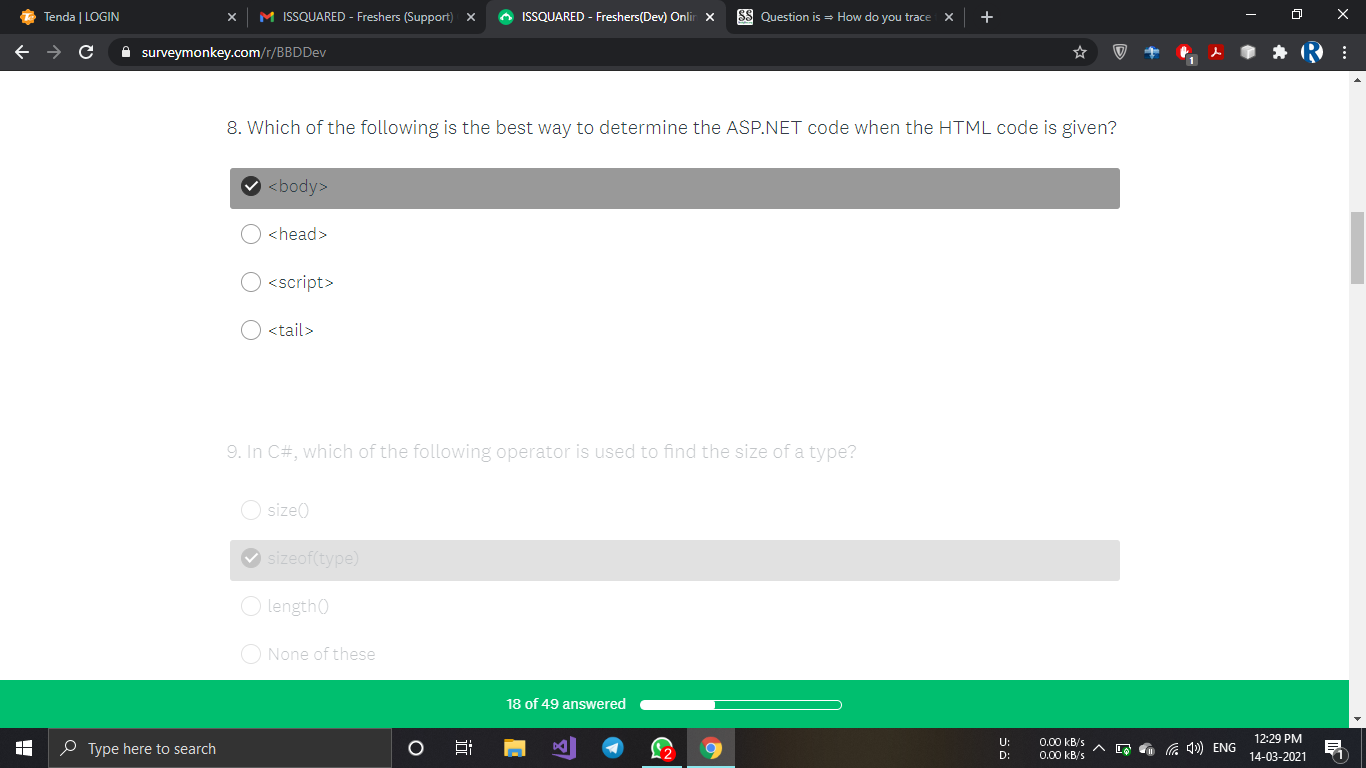 Tenda | LOGIN
ISSQUARED - Freshers (Support)
ISSQUARED - Freshers(Dev) Onlin
Question is ⇒ How do you trace
surveymonkey.com/r/BBDDev
1
8. Which of the following is the best way to determine the ASP.NET code when the HTML code is given?
<body>
<head>
<script>
<tail>
9. In C#, which of the following operator is used to find the size of a type?
size()
sizeof(type)
length()
None of these
18 of 49 answered
Type here to search
2
U: 0.00 kB/s
D: 0.00 kB/s
ENG
12:29 PM
14-03-2021
1